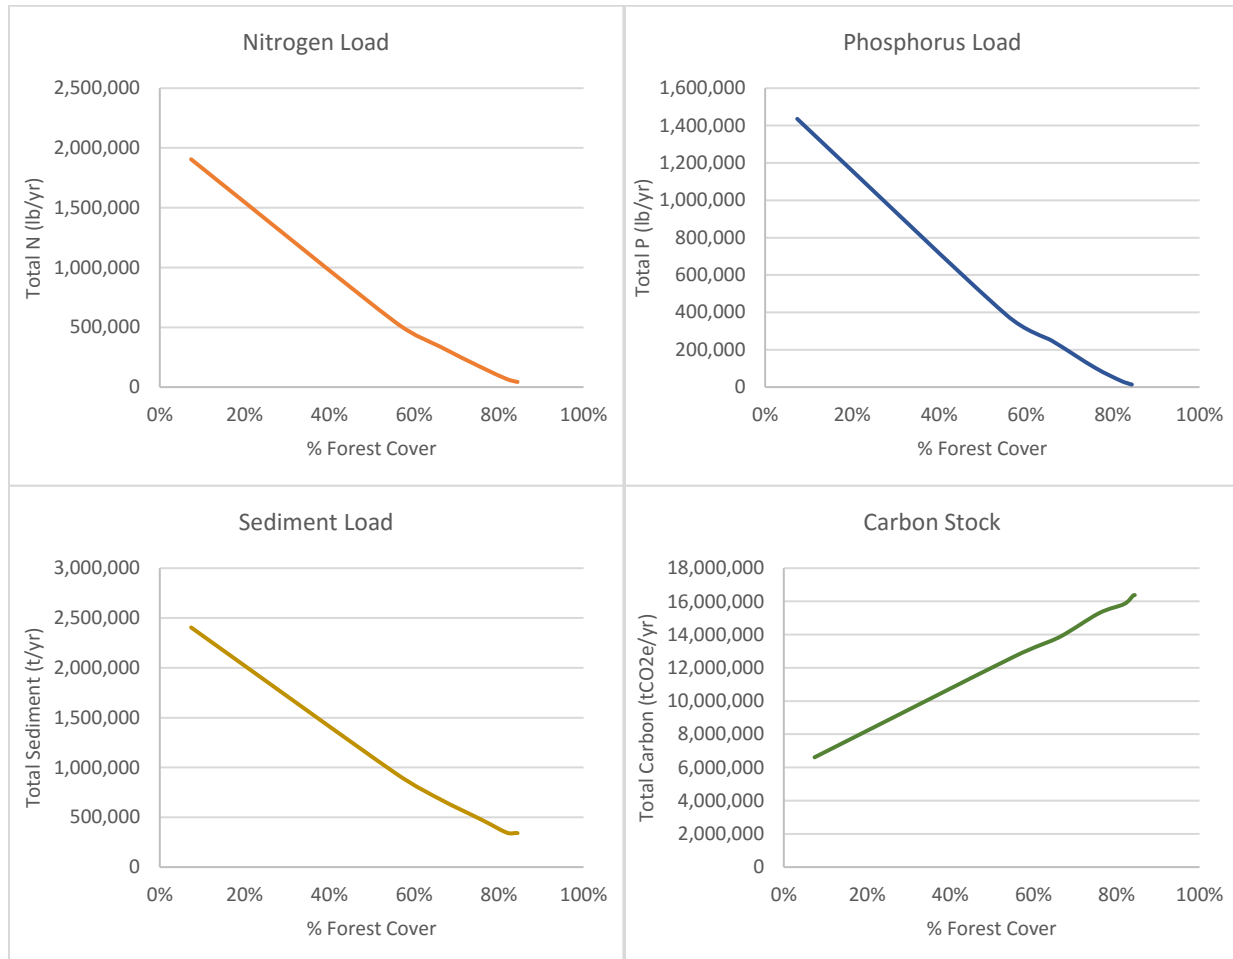 Nitrogen Load
2,500,000
2,000,000
1,500,000
1,000,000
500,000
0
0% 20% 40% 60% 80% 100%
Total N (lb/yr)
% Forest Cover
Phosphorus Load
1,600,000
1,400,000
1,200,000
1,000,000
800,000
600,000
400,000
200,000
0
0% 20% 40% 60% 80% 100%
Total P (lb/yr)
% Forest Cover
Sediment Load
3,000,000
2,500,000
2,000,000
1,500,000
1,000,000
500,000
0
0% 20% 40% 60% 80% 100%
Total Sediment (t/yr)
% Forest Cover
Carbon Stock
18,000,000
16,000,000
14,000,000
12,000,000
10,000,000
8,000,000
6,000,000
4,000,000
2,000,000
0
0% 20% 40% 60% 80% 100%
Total Carbon (tCO2e/yr)
% Forest Cover